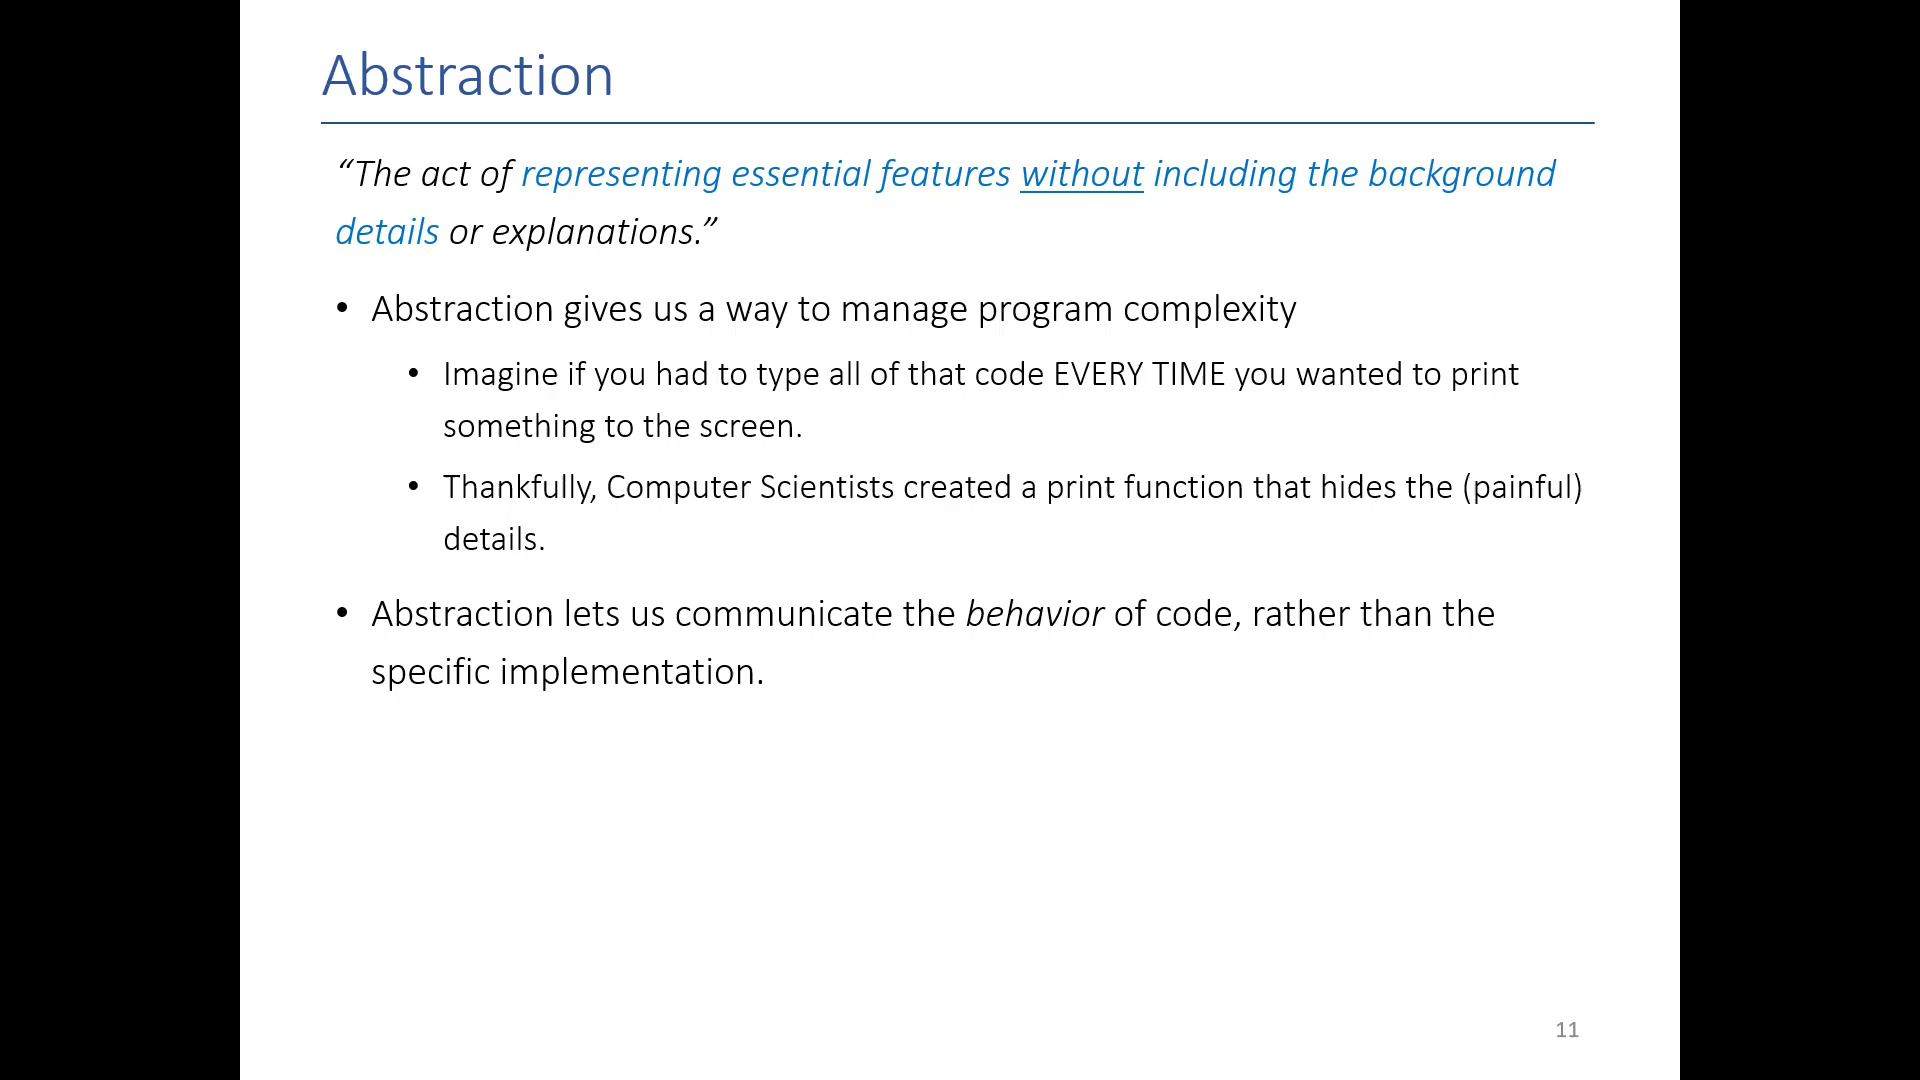 Abstraction
“The act of representing essential features without including the background
details or explanations.”
• Abstraction gives us a way to manage program complexity
• Imagine if you had to type all of that code EVERY TIME you wanted to print
something to the screen.
• Thankfully, Computer Scientists created a print function that hides the (painful)
details.
• Abstraction lets us communicate the behavior of code, rather than the
specific implementation.
11